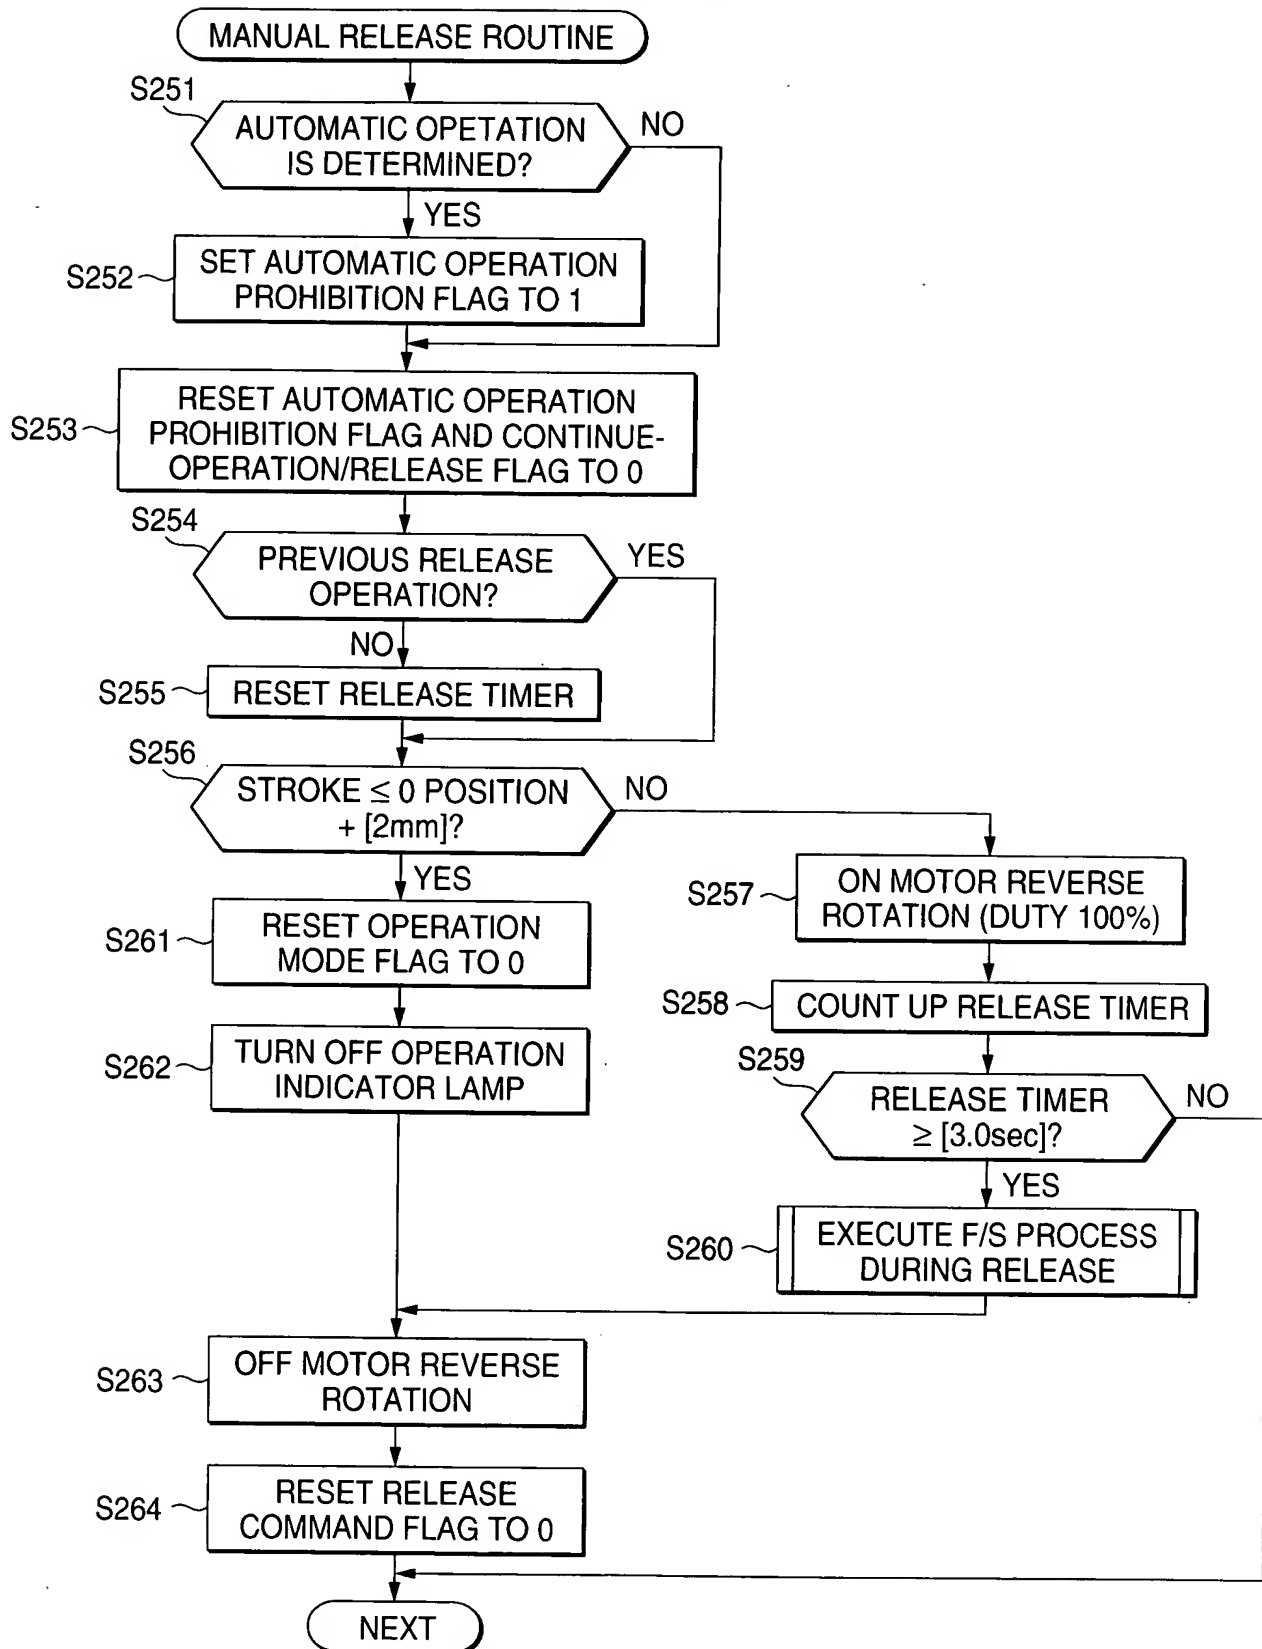 MANUAL RELEASE ROUTINE
S251
AUTOMATIC OPETATION
IS DETERMINED?
NO
YES
S252
SET AUTOMATIC OPERATION
PROHIBITION FLAG TO 1
S253
RESET AUTOMATIC OPERATION
PROHIBITION FLAG AND CONTINUE-
OPERATION/RELEASE FLAG TO 0
S254
PREVIOUS RELEASE
OPERATION?
YES
NO
S255
RESET RELEASE TIMER
S256
STROKE ≦ 0 POSITION
+ [2mm]?
NO
YES
S257
ON MOTOR REVERSE
ROTATION (DUTY 100%)
S261
RESET OPERATION
MODE FLAG TO 0
S258
COUNT UP RELEASE TIMER
S262
TURN OFF OPERATION
INDICATOR LAMP
S259
RELEASE TIMER
≥ [3.0sec]?
NO
YES
S260
EXECUTE F/S PROCESS
DURING RELEASE
S263
OFF MOTOR REVERSE
ROTATION
S264
RESET RELEASE
COMMAND FLAG TO 0
NEXT